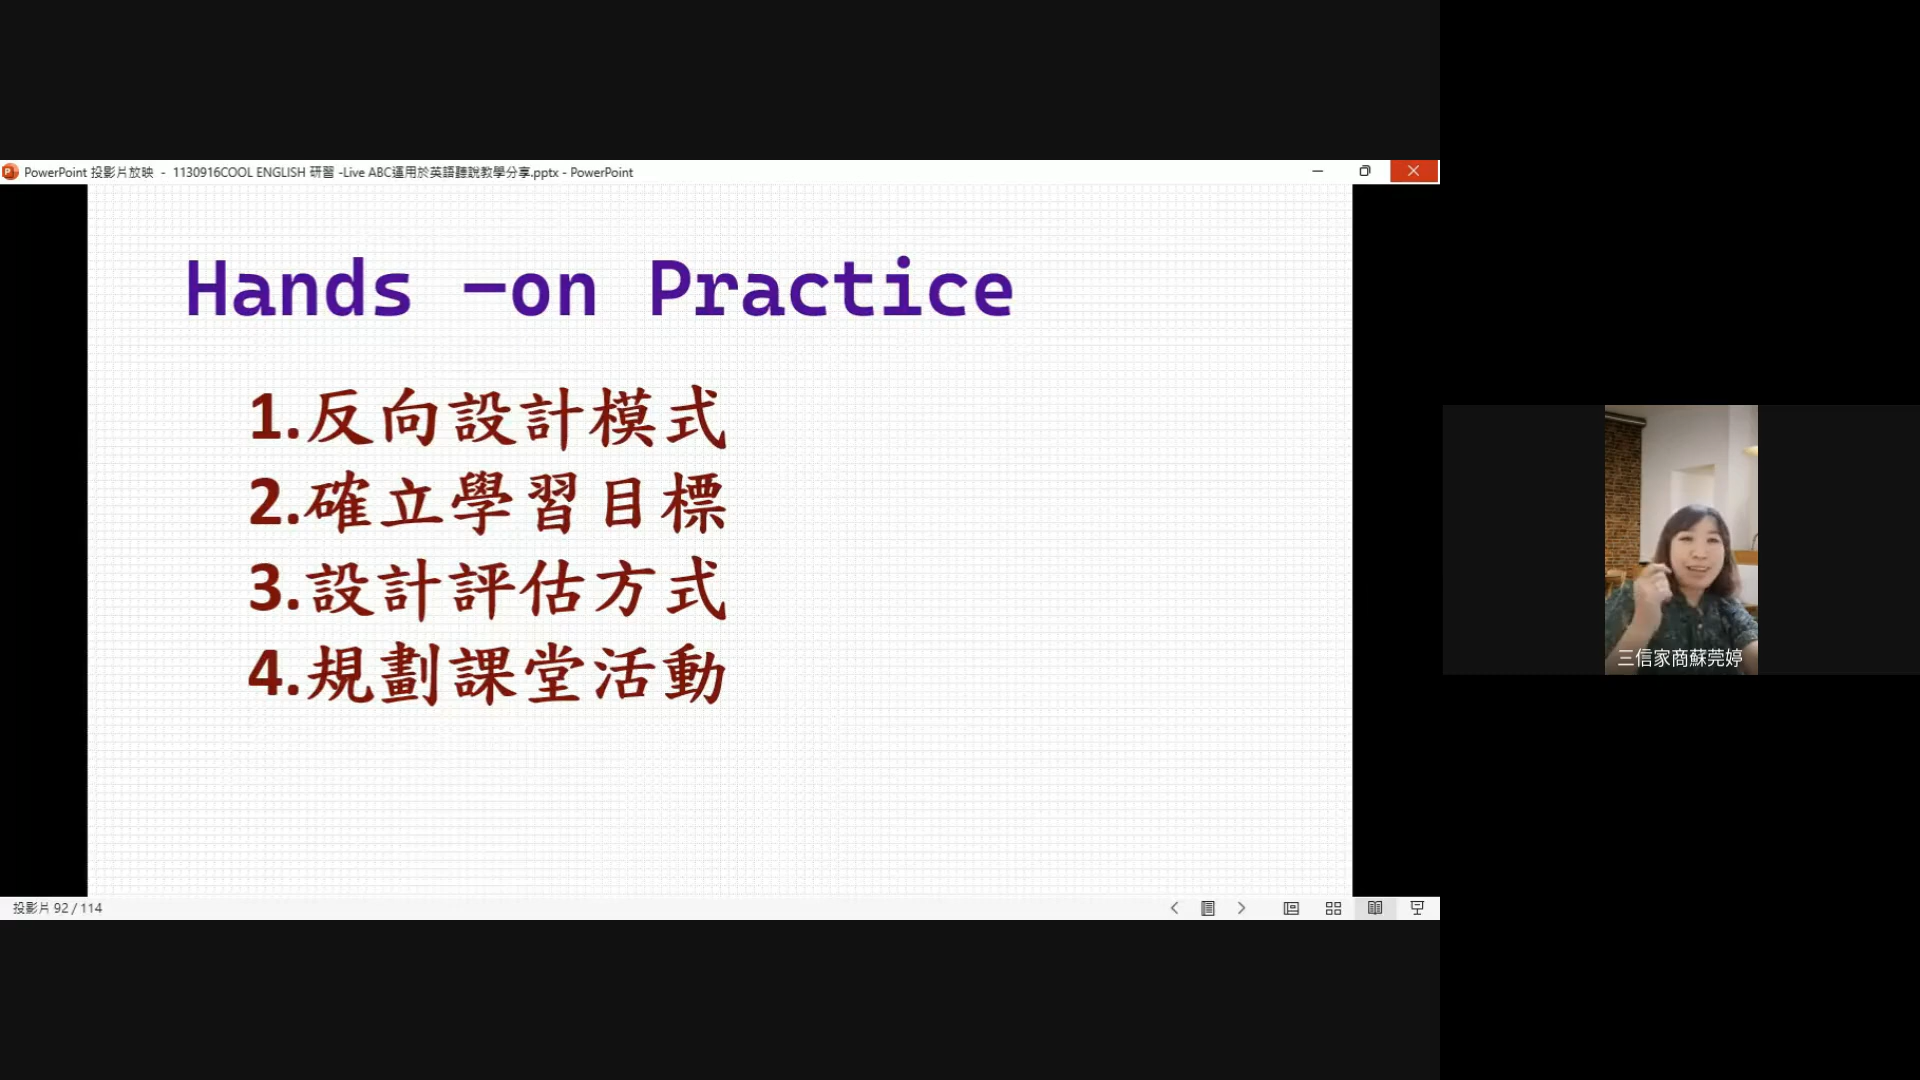 PowerPoint 投影片放映 - 1130916COOL ENGLISH 研習 -Live ABC運用於英語聽說教學分享.pptx - PowerPoint
Hands -on Practice
1.反向設計模式
2.確立學習目標
3.設計評估方式
4.規劃課堂活動
三信家商蘇莞婷
投影片 92 / 114